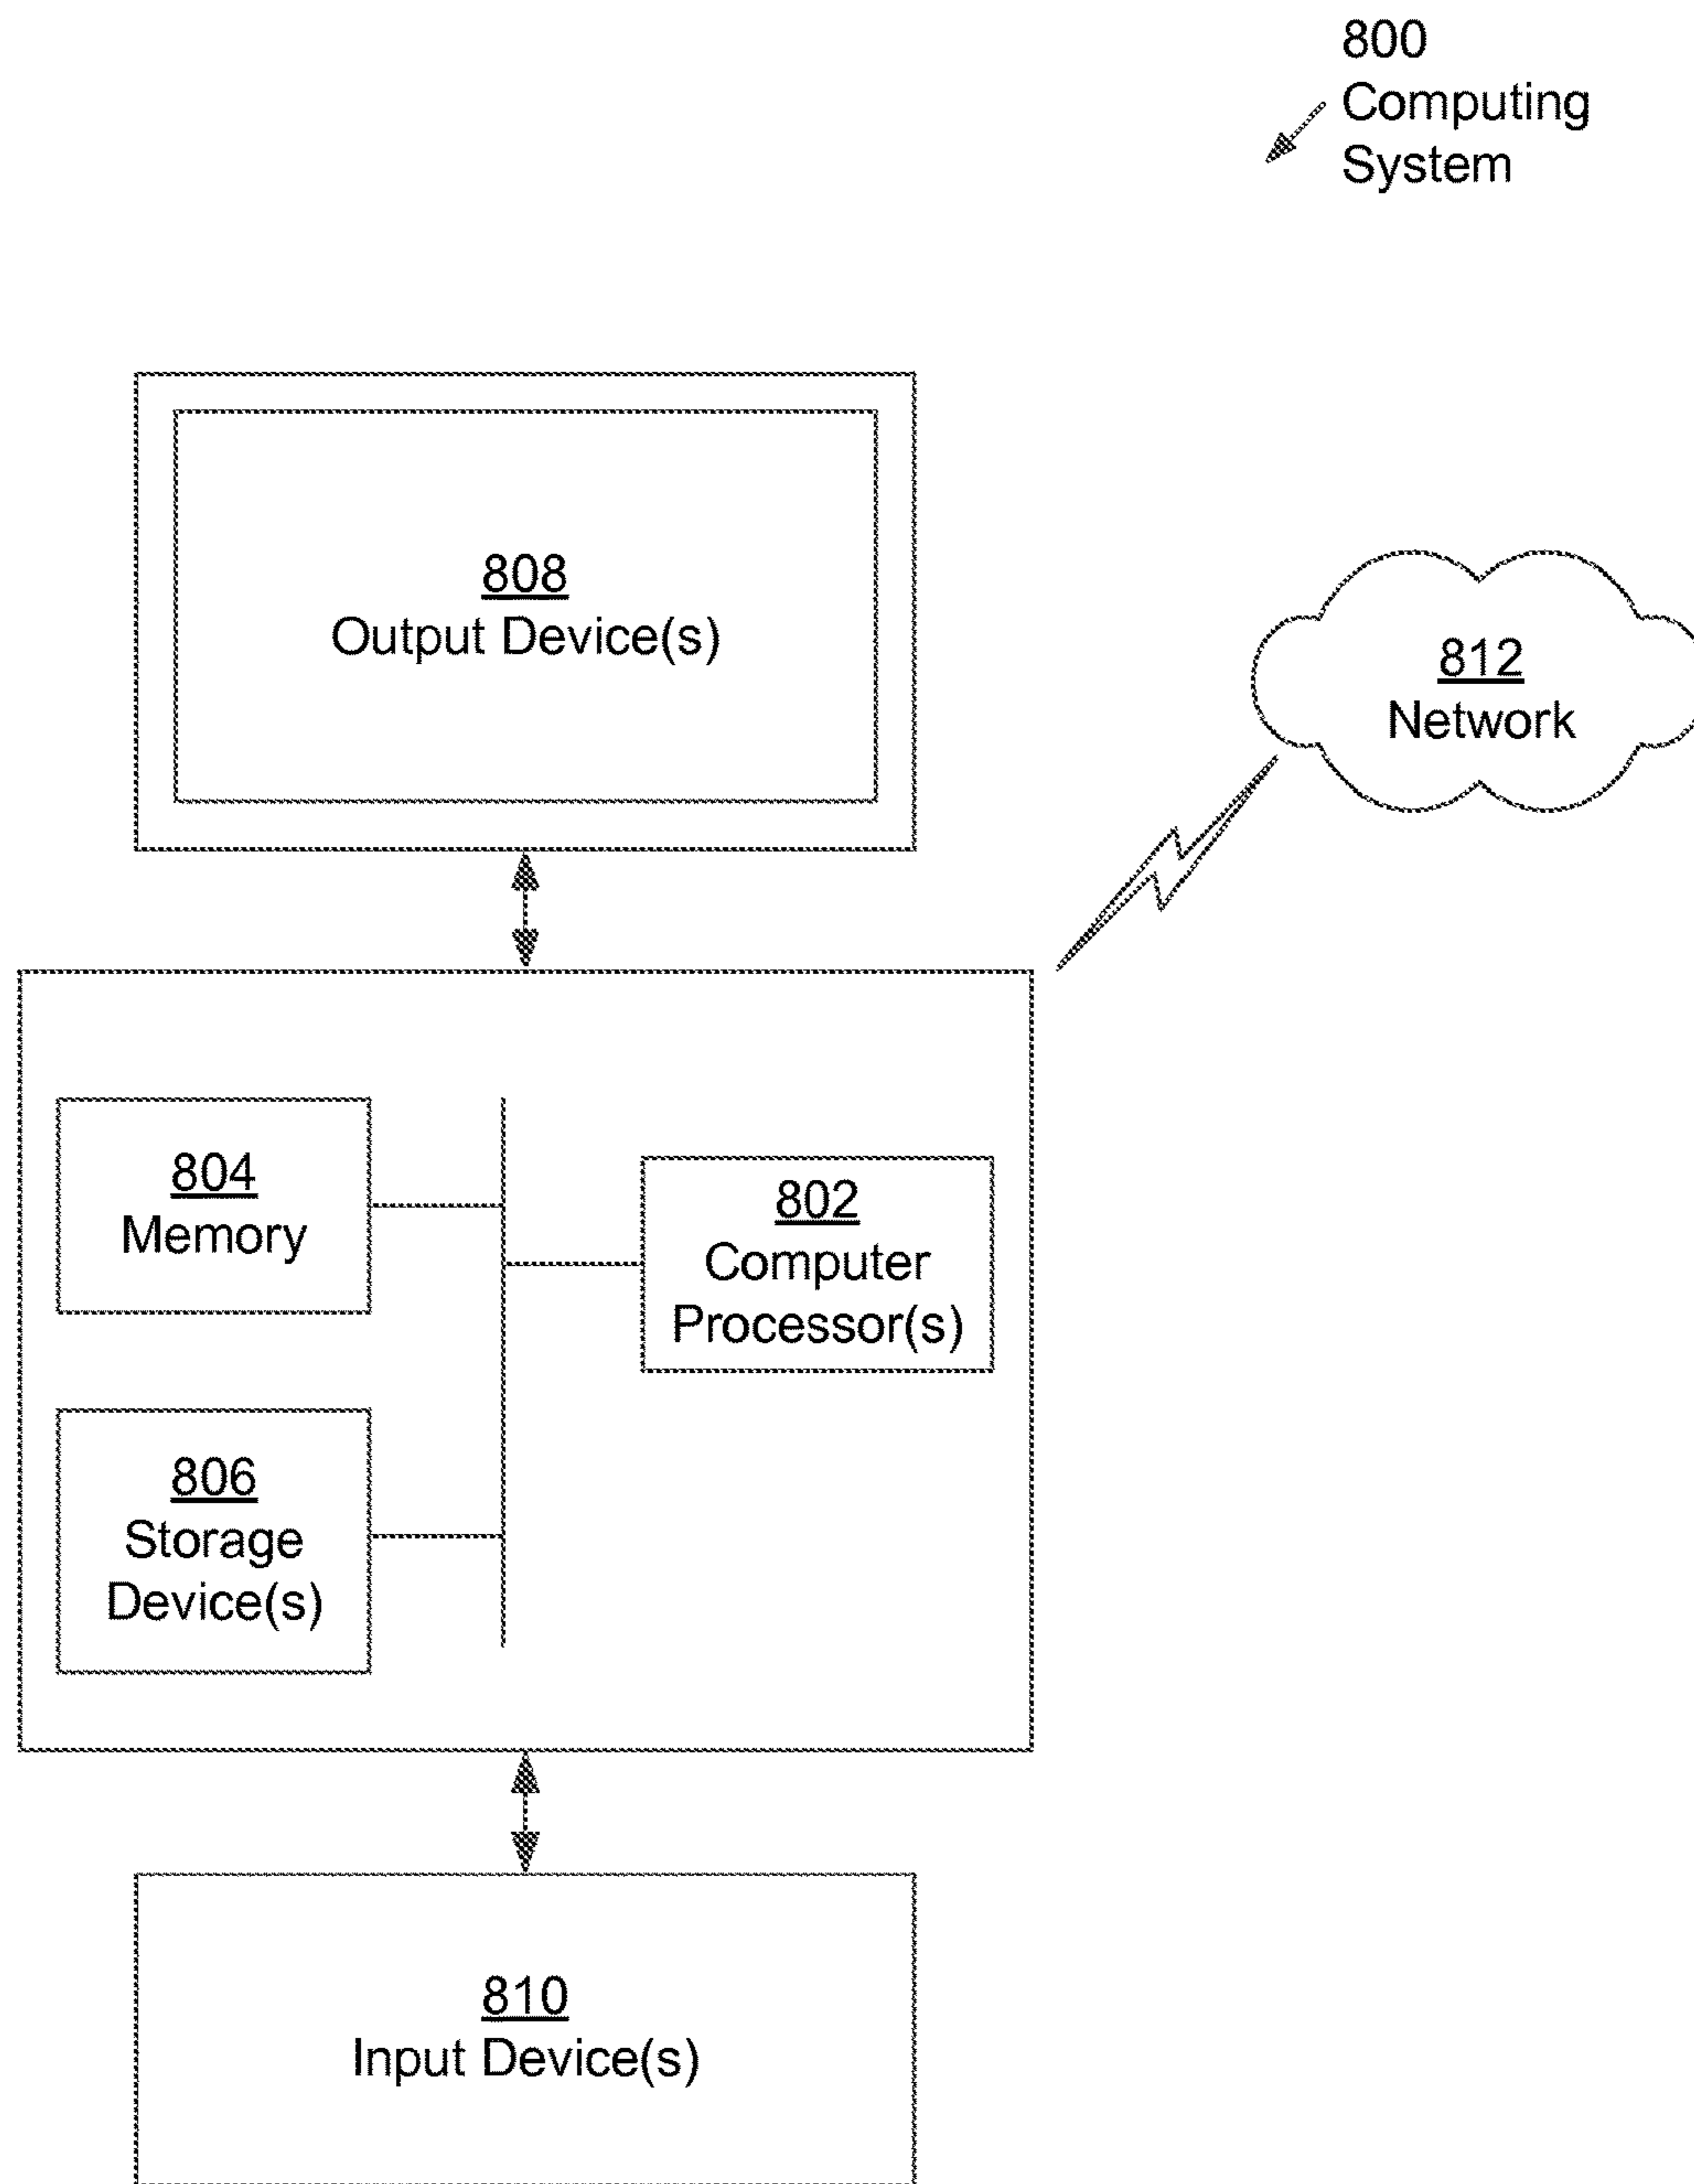 800
Computing
System
808
Output Device(s)
812
Network
804
Memory
802
Computer
Processor(s)
806
Storage
Device(s)
810
Input Device(s)